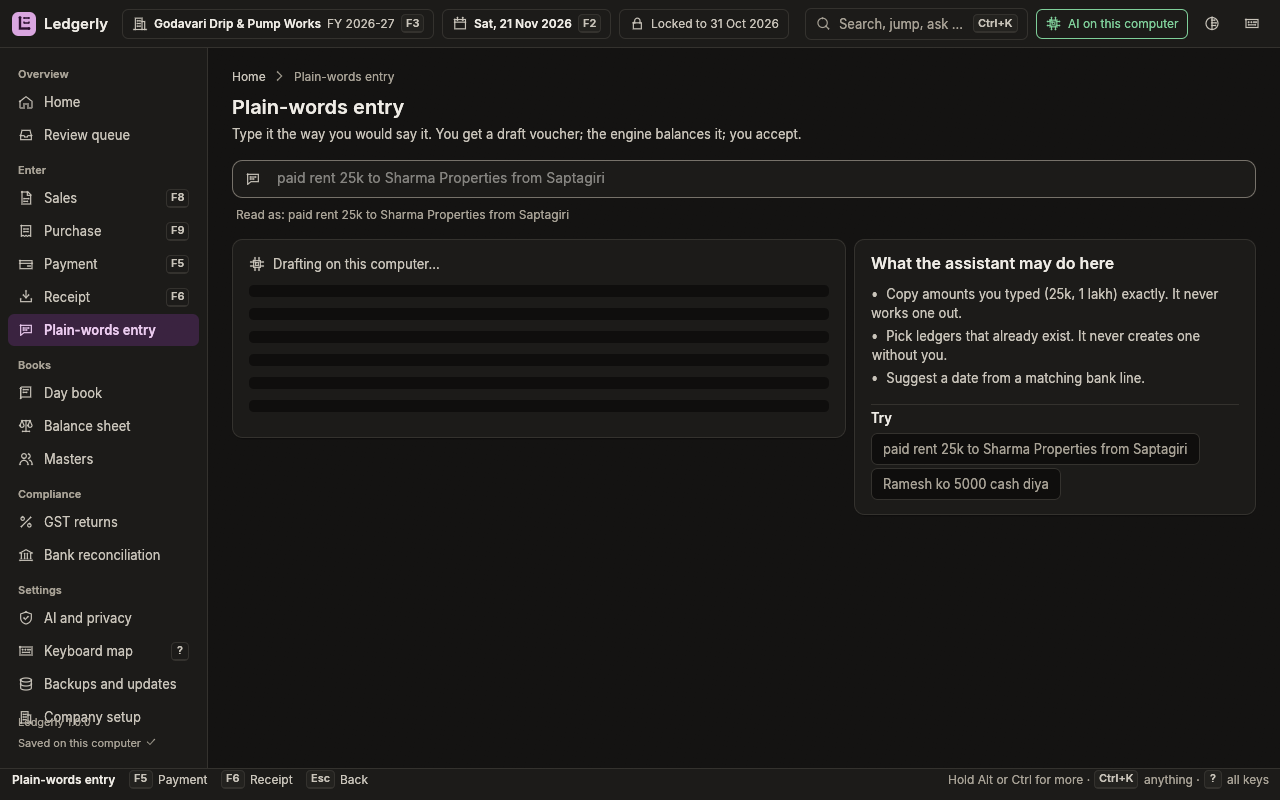 Ledgerly
Godavari Drip & Pump Works FY 2026-27 F3
Sat, 21 Nov 2026 F2
Locked to 31 Oct 2026
Search, jump, ask ... Ctrl+K
AI on this computer
Overview
Home
Review queue
Enter
Sales F8
Purchase F9
Payment F5
Receipt F6
Plain-words entry
Books
Day book
Balance sheet
Masters
Compliance
GST returns
Bank reconciliation
Settings
AI and privacy
Keyboard map ?
Backups and updates
Company setup
Ledgerly 1.0.0
Saved on this computer
Home > Plain-words entry
Plain-words entry
Type it the way you would say it. You get a draft voucher; the engine balances it; you accept.
paid rent 25k to Sharma Properties from Saptagiri
Read as: paid rent 25k to Sharma Properties from Saptagiri
Drafting on this computer...
What the assistant may do here
• Copy amounts you typed (25k, 1 lakh) exactly. It never
works one out.
• Pick ledgers that already exist. It never creates one
without you.
• Suggest a date from a matching bank line.
Try
paid rent 25k to Sharma Properties from Saptagiri
Ramesh ko 5000 cash diya
Plain-words entry F5 Payment F6 Receipt Esc Back
Hold Alt or Ctrl for more · Ctrl+K anything · ? all keys